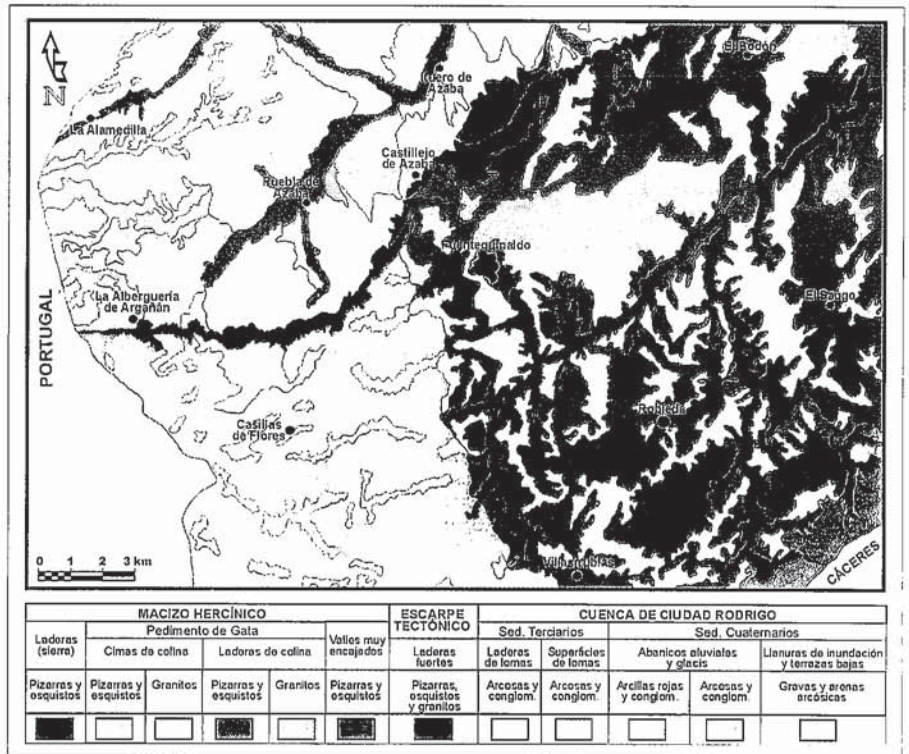 N
El Bodón
Ituero de Azaba
La Alamedilla
Castillejo de Azaba
Puebla de Azaba
Fuenteguinaldo
La Alberguería de Argañán
El Saugo
PORTUGAL
Robleda
Casillas de Flores
0 1 2 3 km
Villasrubias
CÁCERES
MACIZO HERCÍNICO
ESCARPE TECTÓNICO
CUENCA DE CIUDAD RODRIGO
Laderas (sierra)
Pedimento de Gata
Valles muy encajados
Laderas fuertes
Sed. Terciarios
Sed. Cuaternarios
Cimas de colina
Laderas de colina
Laderas de lomas
Superficies de lomas
Abanicos aluviales y glacis
Llanuras de inundación y terrazas bajas
Pizarras y esquistos
Pizarras y esquistos
Granitos
Pizarras y esquistos
Granitos
Pizarras y esquistos
Pizarras, esquistos y granitos
Arcosas y conglom.
Arcosas y conglom.
Arcillas rojas y conglom.
Arcosas y conglom.
Gravas y arenas arcósicas